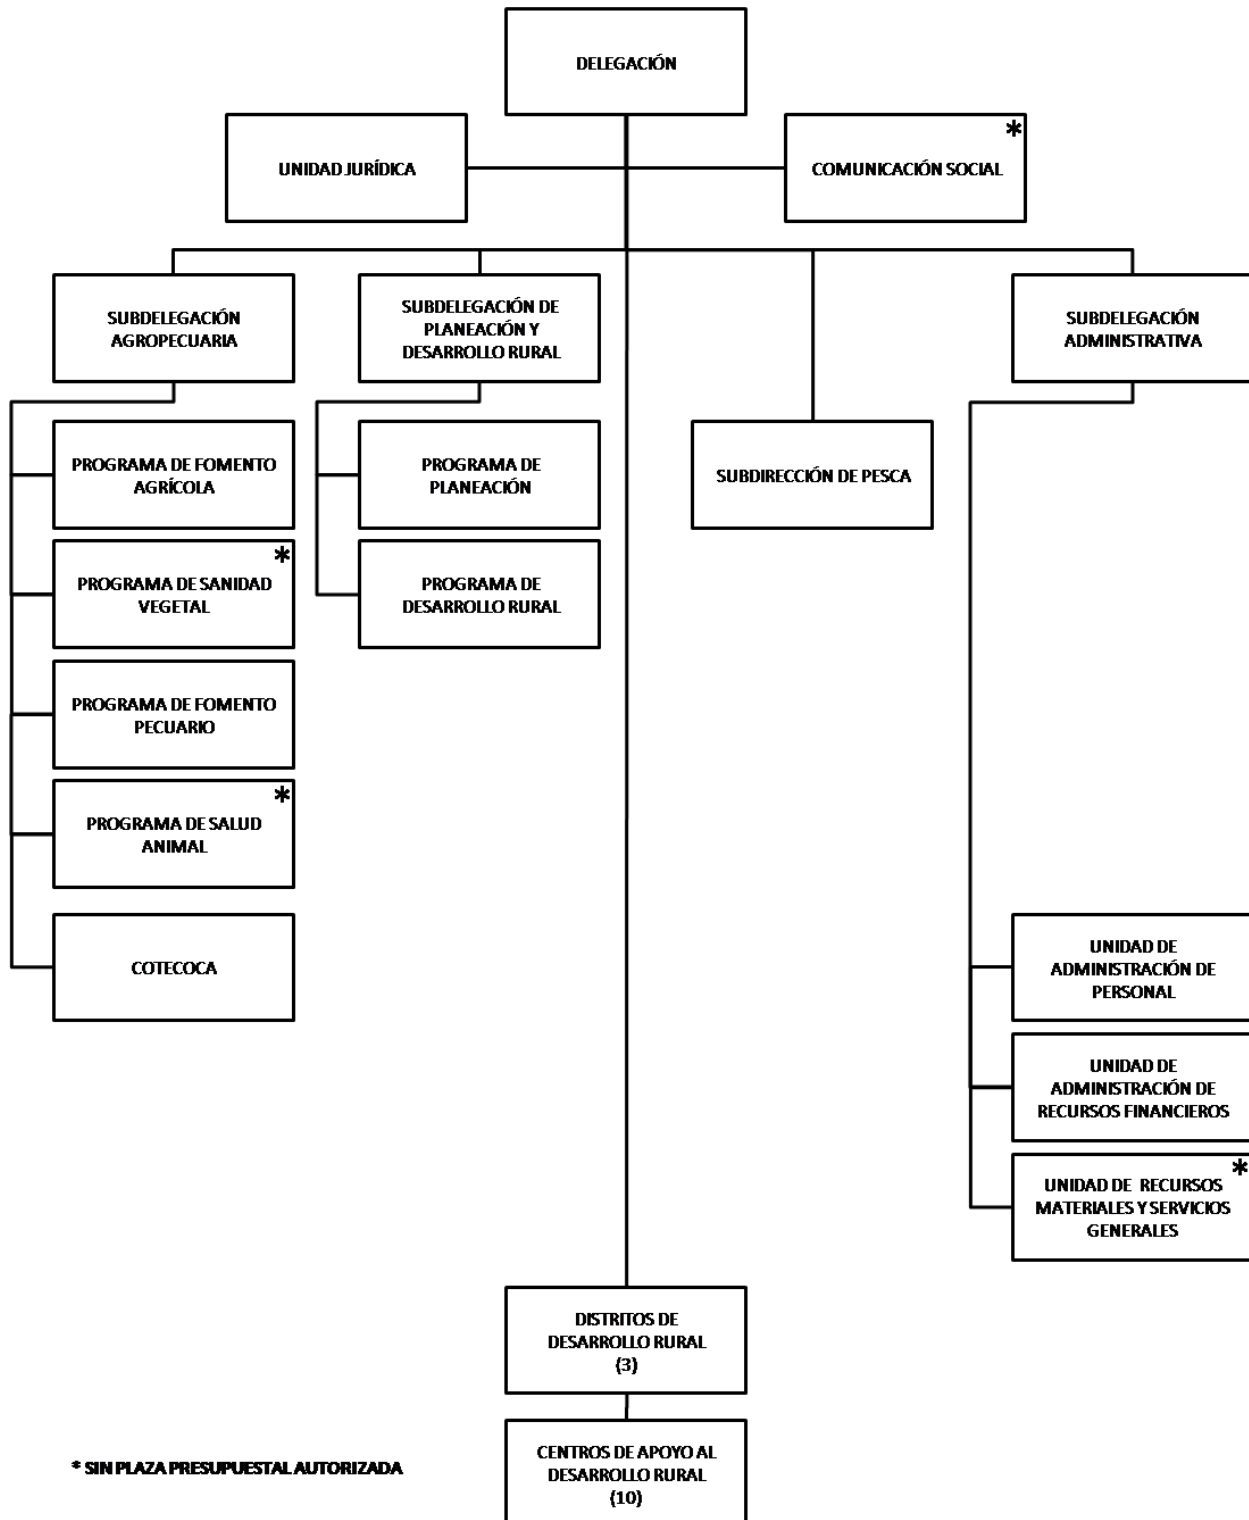 DELEGACIÓN
UNIDAD JURÍDICA
*
COMUNICACIÓN SOCIAL
SUBDELEGACIÓN
AGROPECUARIA
SUBDELEGACIÓN DE
PLANEACIÓN Y
DESARROLLO RURAL
SUBDELEGACIÓN
ADMINISTRATIVA
PROGRAMA DE FOMENTO
AGRÍCOLA
PROGRAMA DE
PLANEACIÓN
SUBDIRECCIÓN DE PESCA
*
PROGRAMA DE SANIDAD
VEGETAL
PROGRAMA DE
DESARROLLO RURAL
PROGRAMA DE FOMENTO
PECUARIO
*
PROGRAMA DE SALUD
ANIMAL
COTECOCA
UNIDAD DE
ADMINISTRACIÓN DE
PERSONAL
UNIDAD DE
ADMINISTRACIÓN DE
RECURSOS FINANCIEROS
*
UNIDAD DE RECURSOS
MATERIALES Y SERVICIOS
GENERALES
DISTRITOS DE
DESARROLLO RURAL
(3)
CENTROS DE APOYO AL
DESARROLLO RURAL
(10)
* SIN PLAZA PRESUPUESTAL AUTORIZADA